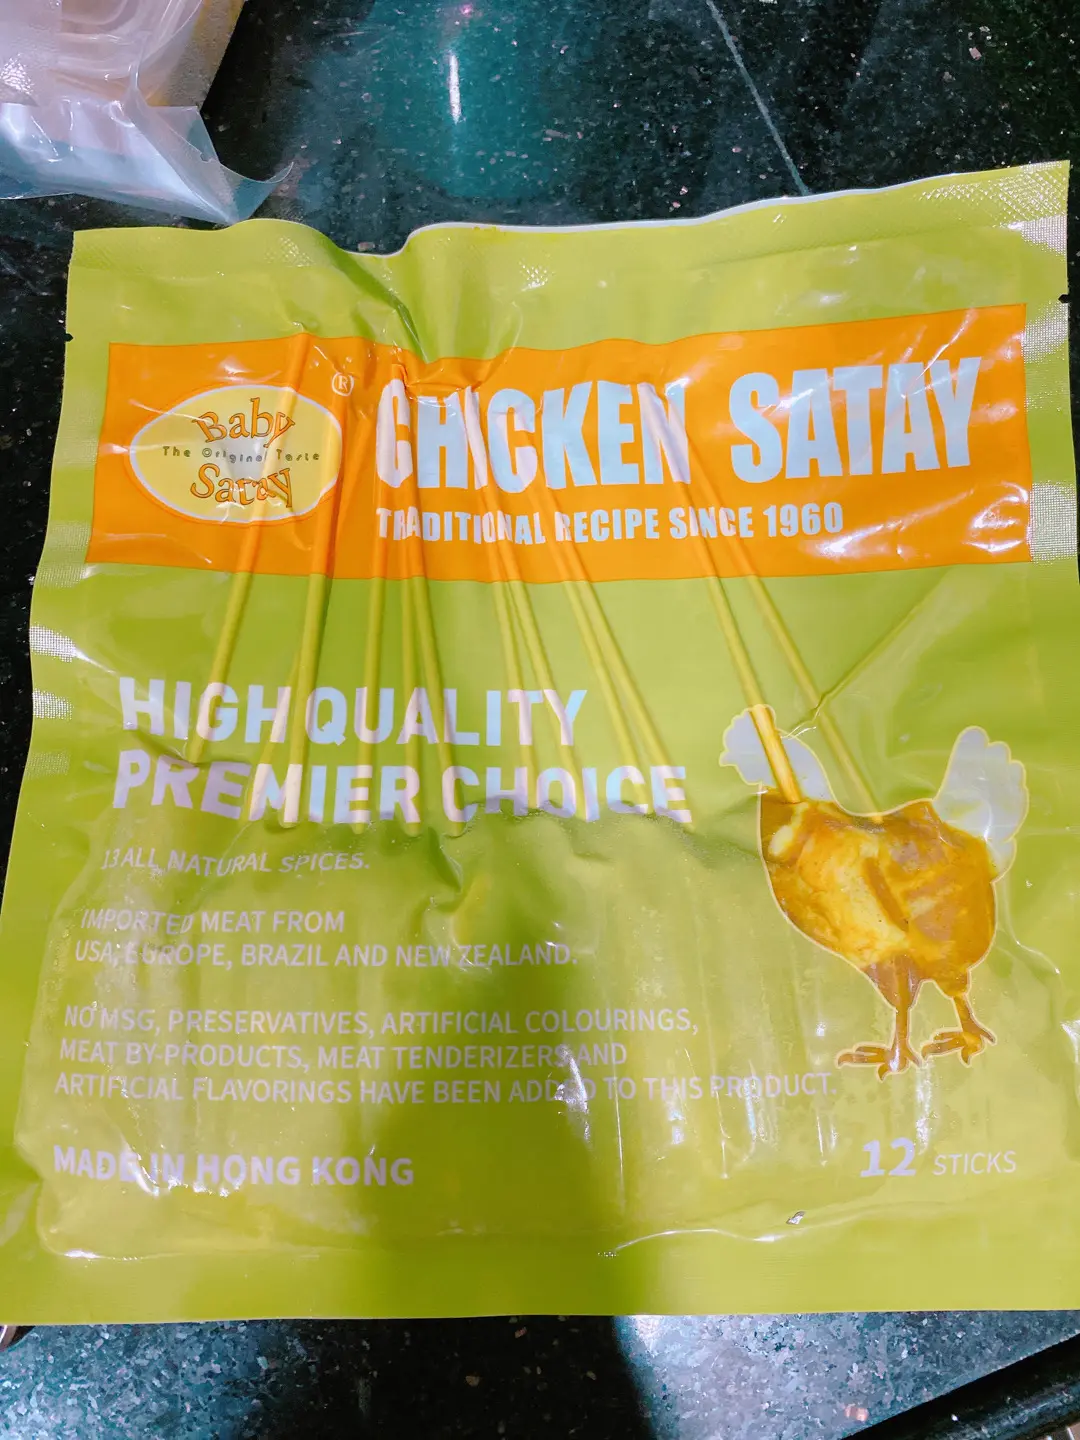 Baby
The Original Taste
Satay
®
CHICKEN SATAY
TRADITIONAL RECIPE SINCE 1960
HIGH QUALITY
PREMIER CHOICE
13 ALL NATURAL SPICES.
IMPORTED MEAT FROM
USA, EUROPE, BRAZIL AND NEW ZEALAND.
NO MSG, PRESERVATIVES, ARTIFICIAL COLOURINGS,
MEAT BY-PRODUCTS, MEAT TENDERIZERS AND
ARTIFICIAL FLAVORINGS HAVE BEEN ADDED TO THIS PRODUCT.
MADE IN HONG KONG
12 STICKS